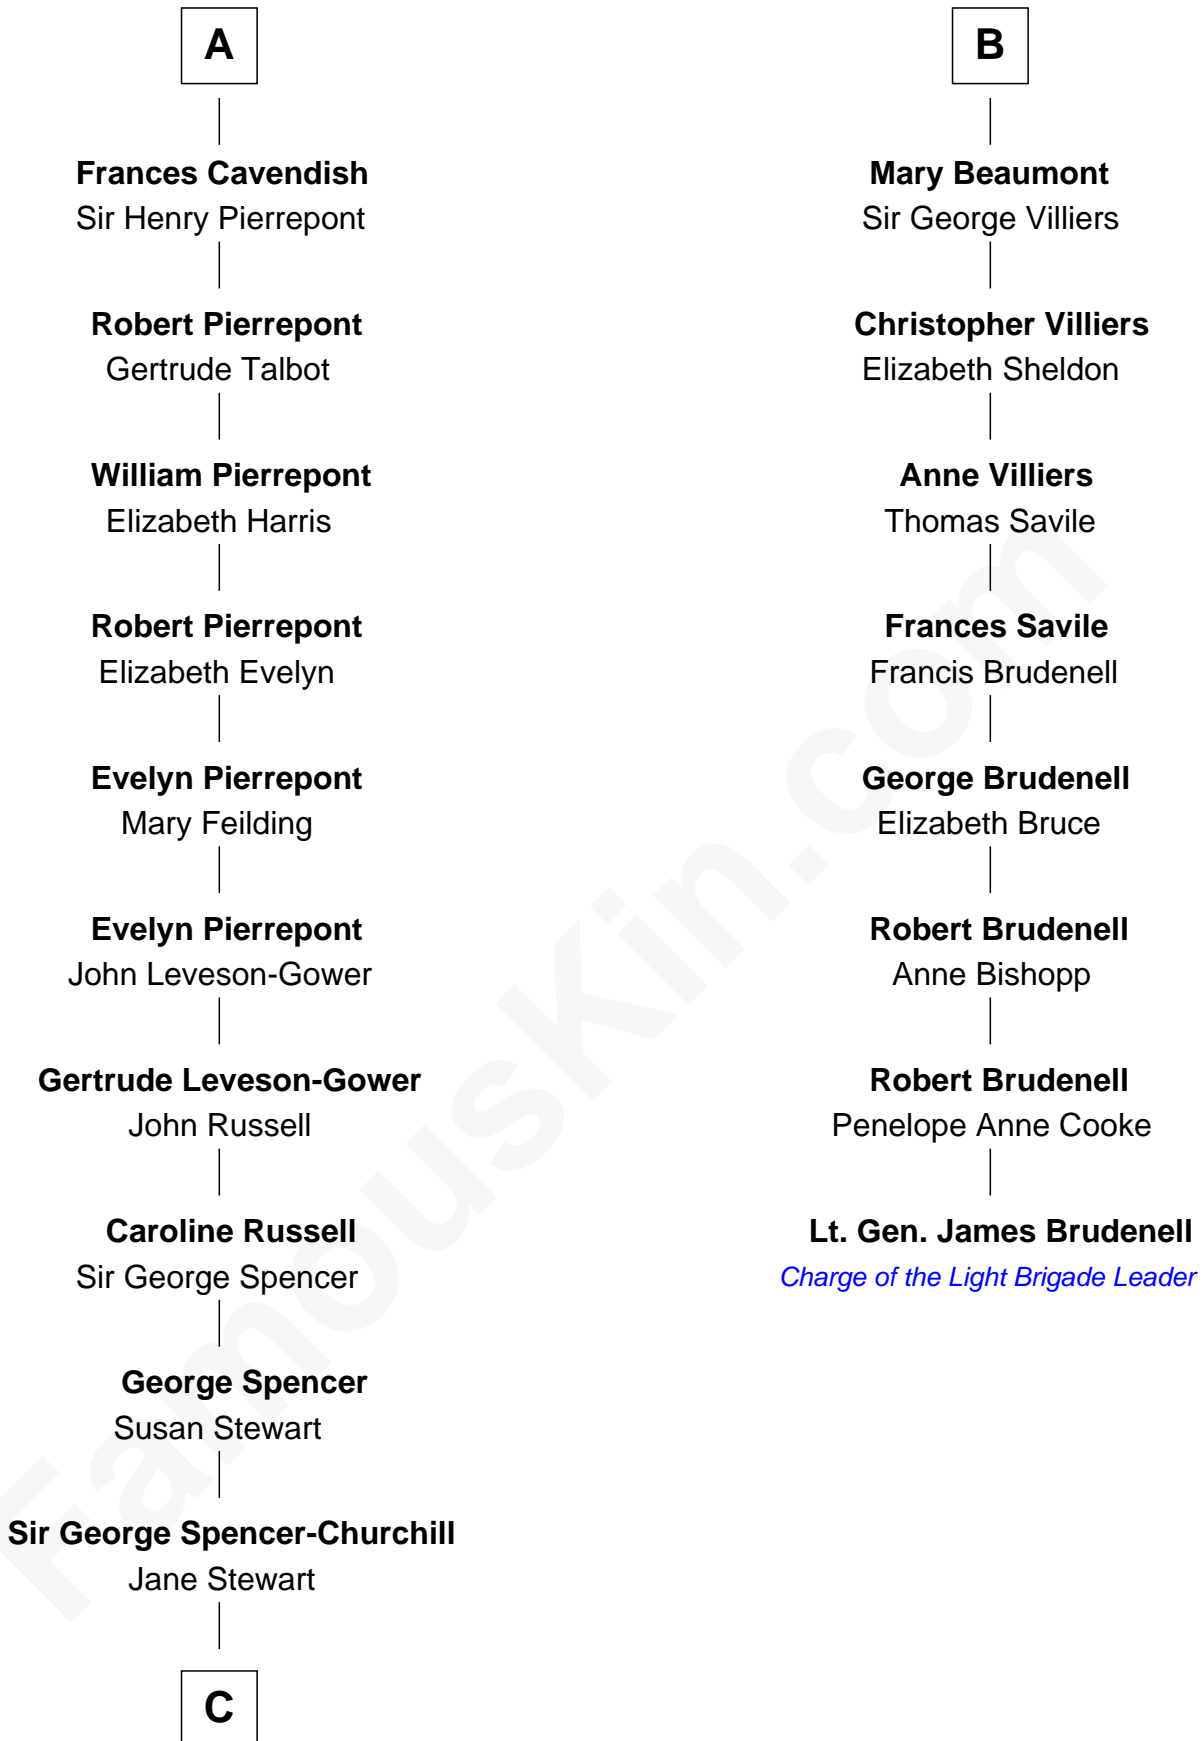 A
Frances Cavendish
Sir Henry Pierrepont
Robert Pierrepont
Gertrude Talbot
William Pierrepont
Elizabeth Harris
Robert Pierrepont
Elizabeth Evelyn
Evelyn Pierrepont
Mary Feilding
Evelyn Pierrepont
John Leveson-Gower
Gertrude Leveson-Gower
John Russell
Caroline Russell
Sir George Spencer
George Spencer
Susan Stewart
Sir George Spencer-Churchill
Jane Stewart
C
B
Mary Beaumont
Sir George Villiers
Christopher Villiers
Elizabeth Sheldon
Anne Villiers
Thomas Savile
Frances Savile
Francis Brudenell
George Brudenell
Elizabeth Bruce
Robert Brudenell
Anne Bishopp
Robert Brudenell
Penelope Anne Cooke
Lt. Gen. James Brudenell
Charge of the Light Brigade Leader
FamousKin.com